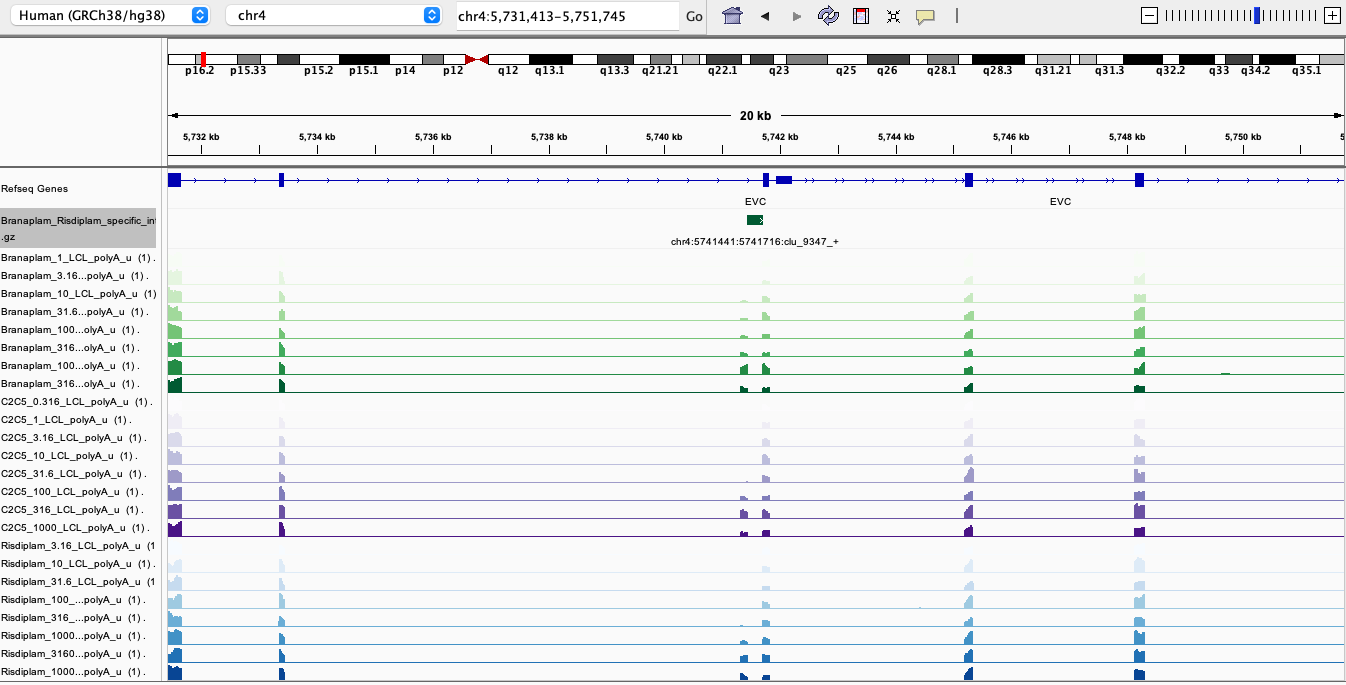 Human (GRCh38/hg38) chr4 chr4:5,731,413-5,751,745 Go
p16.2 p15.33 p15.2 p15.1 p14 p12 q12 q13.1 q13.3 q21.21 q22.1 q23 q25 q26 q28.1 q28.3 q31.21 q31.3 q32.2 q33 q34.2 q35.1
20 kb
5,732 kb 5,734 kb 5,736 kb 5,738 kb 5,740 kb 5,742 kb 5,744 kb 5,746 kb 5,748 kb 5,750 kb 5
Refseq Genes
EVC EVC
Branaplam_Risdiplam_specific_int
.gz
chr4:5741441:5741716:clu_9347_+
Branaplam_1_LCL_polyA_u (1) .
Branaplam_3.16...polyA_u (1) .
Branaplam_10_LCL_polyA_u (1)
Branaplam_31.6...polyA_u (1) .
Branaplam_100...olyA_u (1) .
Branaplam_316...olyA_u (1) .
Branaplam_100...olyA_u (1) .
Branaplam_316...olyA_u (1) .
C2C5_0.316_LCL_polyA_u (1) .
C2C5_1_LCL_polyA_u (1) .
C2C5_3.16_LCL_polyA_u (1) .
C2C5_10_LCL_polyA_u (1) .
C2C5_31.6_LCL_polyA_u (1) .
C2C5_100_LCL_polyA_u (1) .
C2C5_316_LCL_polyA_u (1) .
C2C5_1000_LCL_polyA_u (1) .
Risdiplam_3.16_LCL_polyA_u (1
Risdiplam_10_LCL_polyA_u (1) .
Risdiplam_31.6_LCL_polyA_u (1
Risdiplam_100_...polyA_u (1) .
Risdiplam_316_...polyA_u (1) .
Risdiplam_1000...polyA_u (1) .
Risdiplam_3160...polyA_u (1) .
Risdiplam_1000...polyA_u (1) .